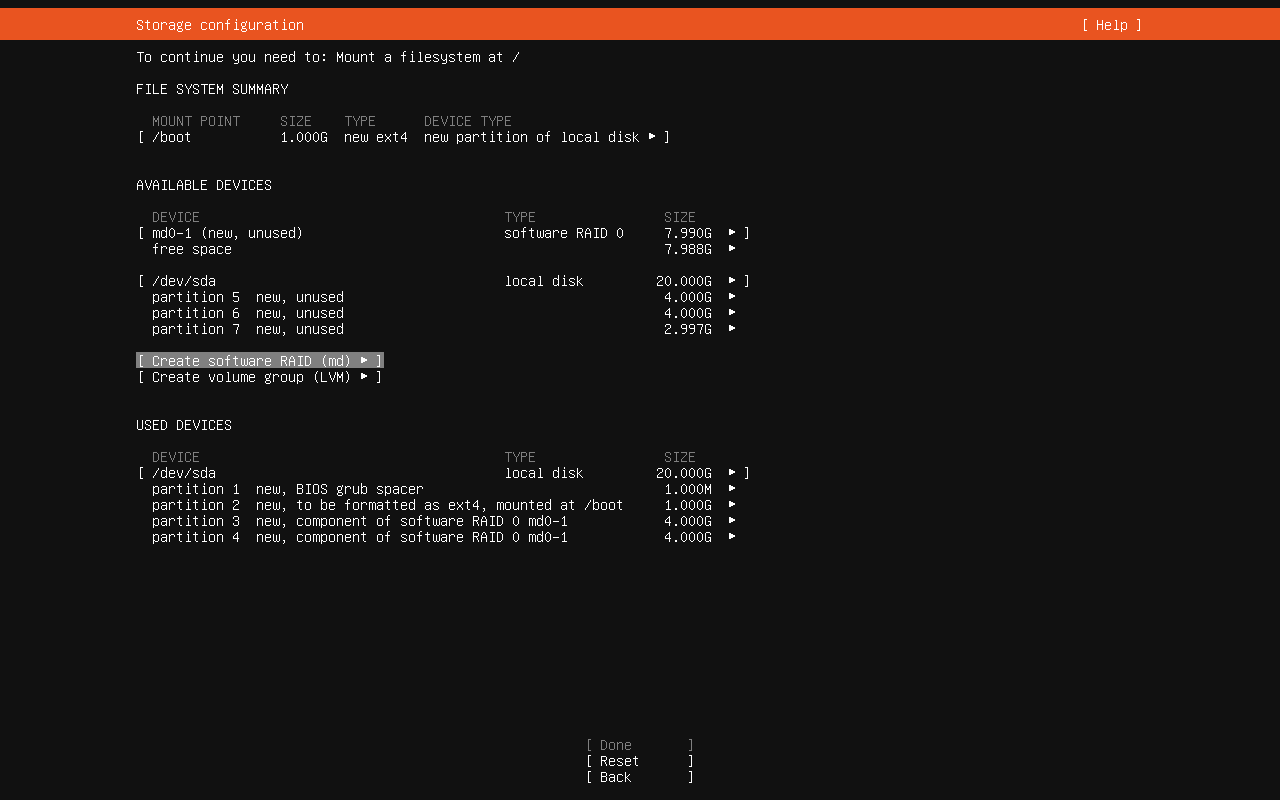 Storage configuration [ Help ]
To continue you need to: Mount a filesystem at /
FILE SYSTEM SUMMARY
MOUNT POINT SIZE TYPE DEVICE TYPE
[ /boot 1.000G new ext4 new partition of local disk ▸ ]
AVAILABLE DEVICES
DEVICE TYPE SIZE
[ md0-1 (new, unused) software RAID 0 7.990G ▸ ]
free space 7.988G ▸
[ /dev/sda local disk 20.000G ▸ ]
partition 5 new, unused 4.000G ▸
partition 6 new, unused 4.000G ▸
partition 7 new, unused 2.997G ▸
[ Create software RAID (md) ▸ ]
[ Create volume group (LVM) ▸ ]
USED DEVICES
DEVICE TYPE SIZE
[ /dev/sda local disk 20.000G ▸ ]
partition 1 new, BIOS grub spacer 1.000M ▸
partition 2 new, to be formatted as ext4, mounted at /boot 1.000G ▸
partition 3 new, component of software RAID 0 md0-1 4.000G ▸
partition 4 new, component of software RAID 0 md0-1 4.000G ▸
[ Done ]
[ Reset ]
[ Back ]